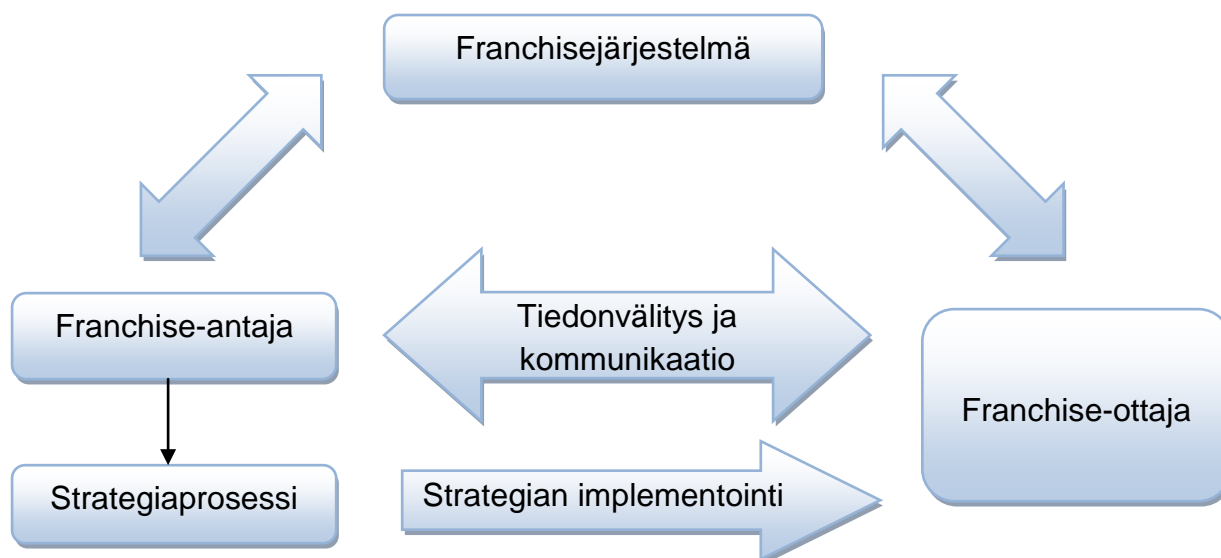 Franchisejärjestelmä
Franchise-antaja
Tiedonvälitys ja
kommunikaatio
Franchise-ottaja
Strategiaprosessi
Strategian implementointi